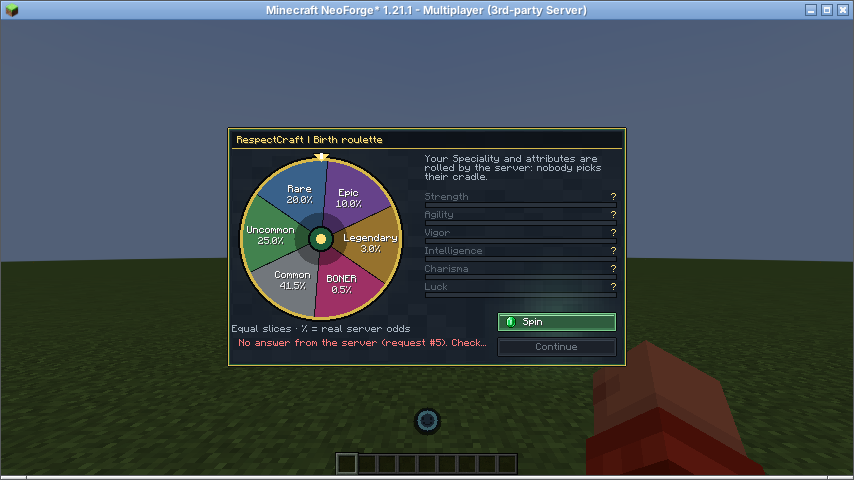 Minecraft NeoForge* 1.21.1 - Multiplayer (3rd-party Server)
RespectCraft | Birth roulette
Your Speciality and attributes are
rolled by the server: nobody picks
their cradle.
Rare
20.0%
Epic
10.0%
Uncommon
25.0%
Legendary
3.0%
Common
41.5%
BONER
0.5%
Strength ?
Agility ?
Vigor ?
Intelligence ?
Charisma ?
Luck ?
Equal slices · % = real server odds
No answer from the server (request #5). Check...
Spin
Continue